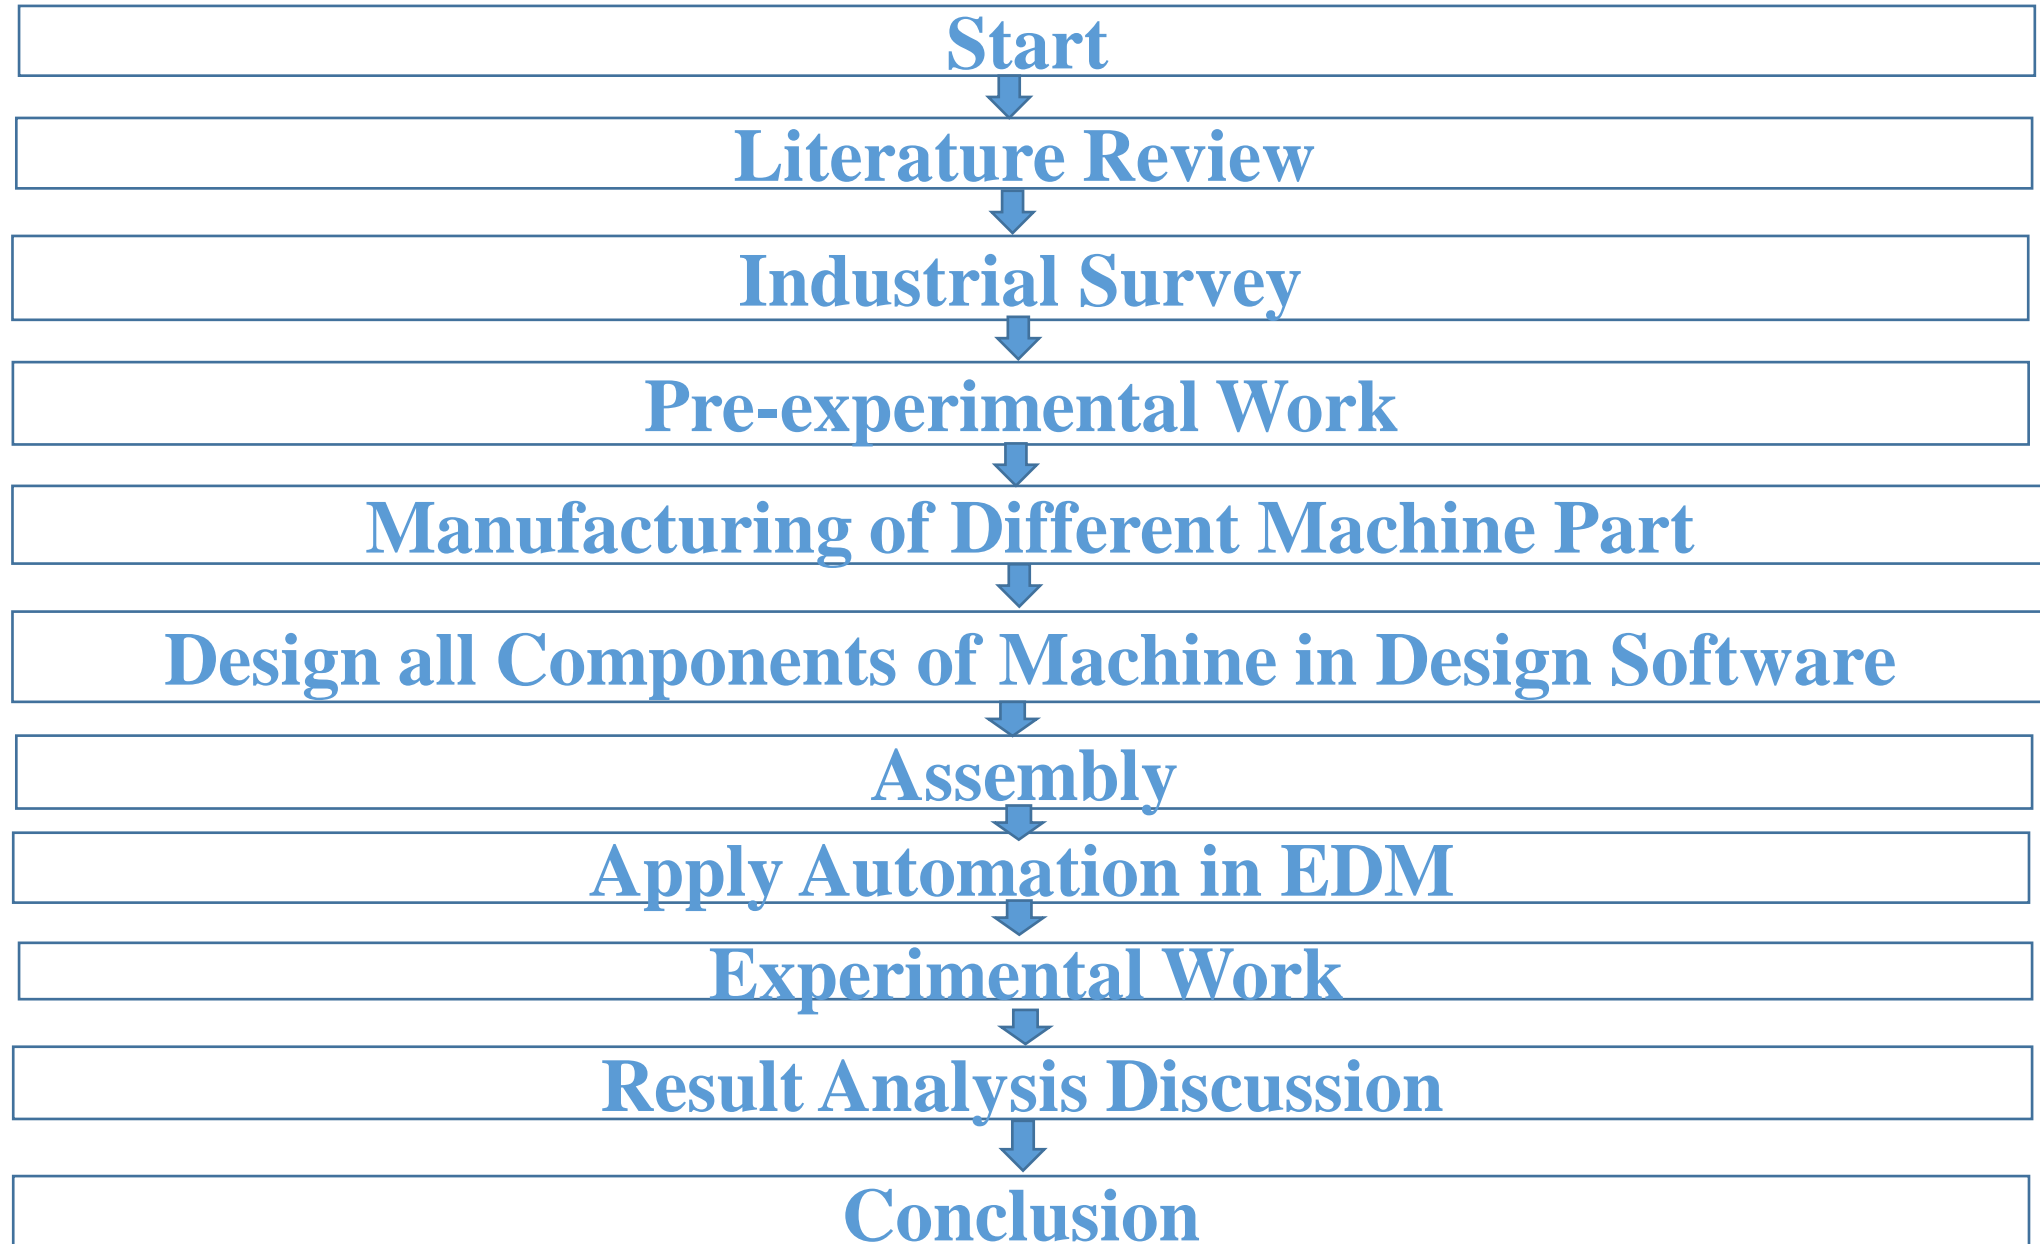 Start
Literature Review
Industrial Survey
Pre-experimental Work
Manufacturing of Different Machine Part
Design all Components of Machine in Design Software
Assembly
Apply Automation in EDM
Experimental Work
Result Analysis Discussion
Conclusion